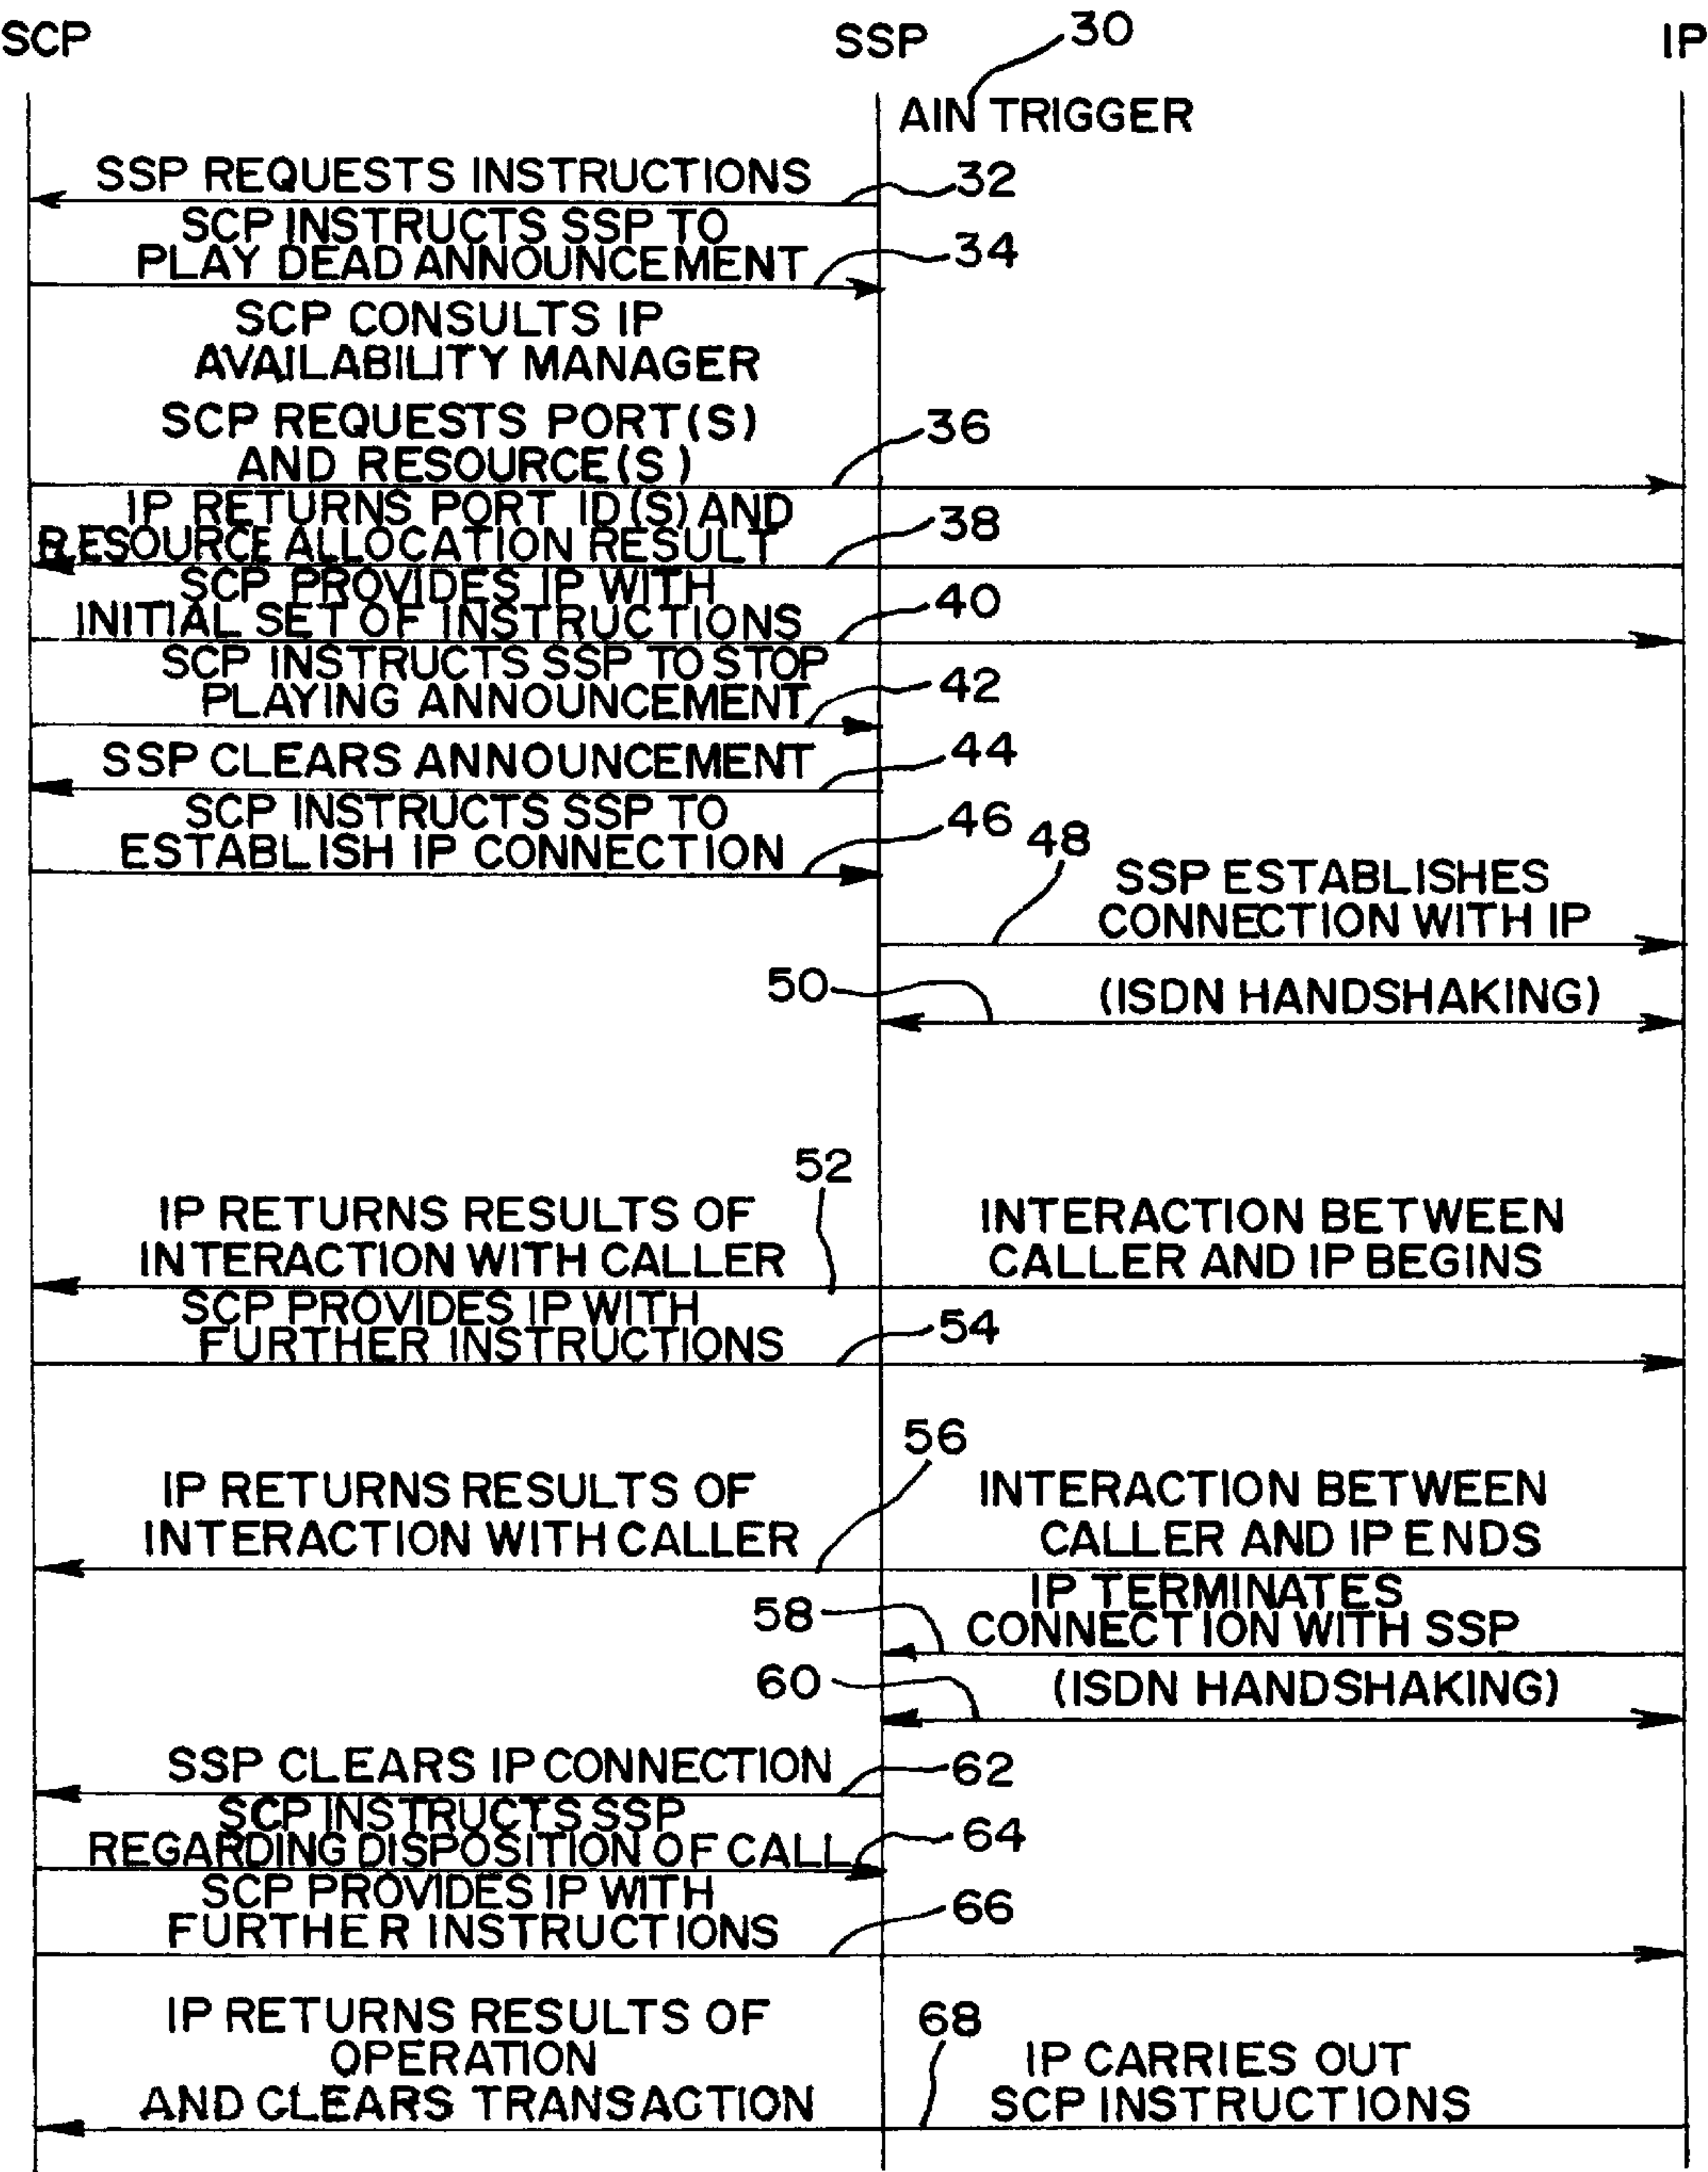 SCP SSP 30 IP
AIN TRIGGER
SSP REQUESTS INSTRUCTIONS 32
SCP INSTRUCTS SSP TO
PLAY DEAD ANNOUNCEMENT 34
SCP CONSULTS IP
AVAILABILITY MANAGER
SCP REQUESTS PORT(S)
AND RESOURCE(S) 36
IP RETURNS PORT ID(S) AND
RESOURCE ALLOCATION RESULT 38
SCP PROVIDES IP WITH
INITIAL SET OF INSTRUCTIONS 40
SCP INSTRUCTS SSP TO STOP
PLAYING ANNOUNCEMENT 42
SSP CLEARS ANNOUNCEMENT 44
SCP INSTRUCTS SSP TO
ESTABLISH IP CONNECTION 46
48
SSP ESTABLISHES
CONNECTION WITH IP
50 (ISDN HANDSHAKING)
52
IP RETURNS RESULTS OF
INTERACTION WITH CALLER
INTERACTION BETWEEN
CALLER AND IP BEGINS
SCP PROVIDES IP WITH
FURTHER INSTRUCTIONS 54
56
IP RETURNS RESULTS OF
INTERACTION WITH CALLER
INTERACTION BETWEEN
CALLER AND IP ENDS
IP TERMINATES
58 CONNECTION WITH SSP
60 (ISDN HANDSHAKING)
SSP CLEARS IP CONNECTION 62
SCP INSTRUCTS SSP
REGARDING DISPOSITION OF CALL 64
SCP PROVIDES IP WITH
FURTHER INSTRUCTIONS 66
IP RETURNS RESULTS OF
OPERATION
AND CLEARS TRANSACTION
68
IP CARRIES OUT
SCP INSTRUCTIONS